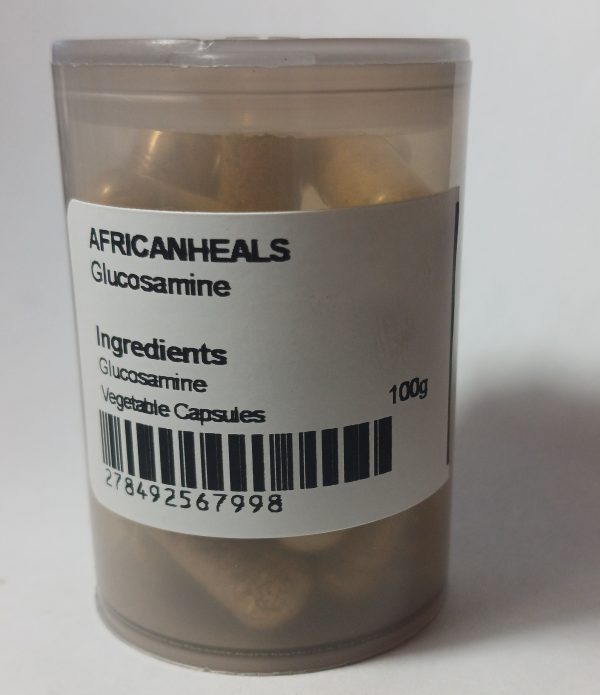 AFRICANHEALS
Glucosamine
Ingredients
Glucosamine
Vegetable Capsules
100g
278492567998